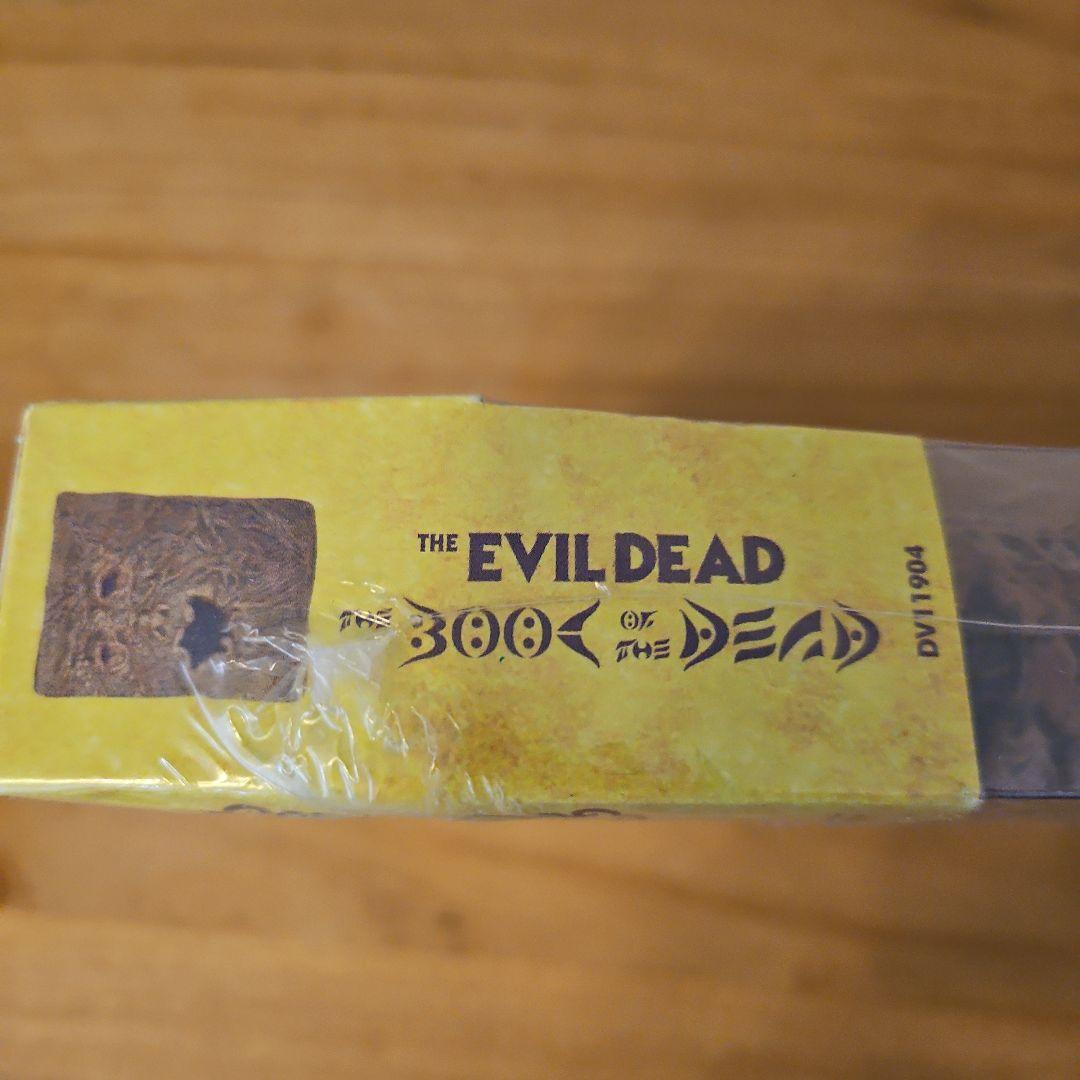 THE EVIL DEAD
THE BOOK OF THE DEAD
DV11904